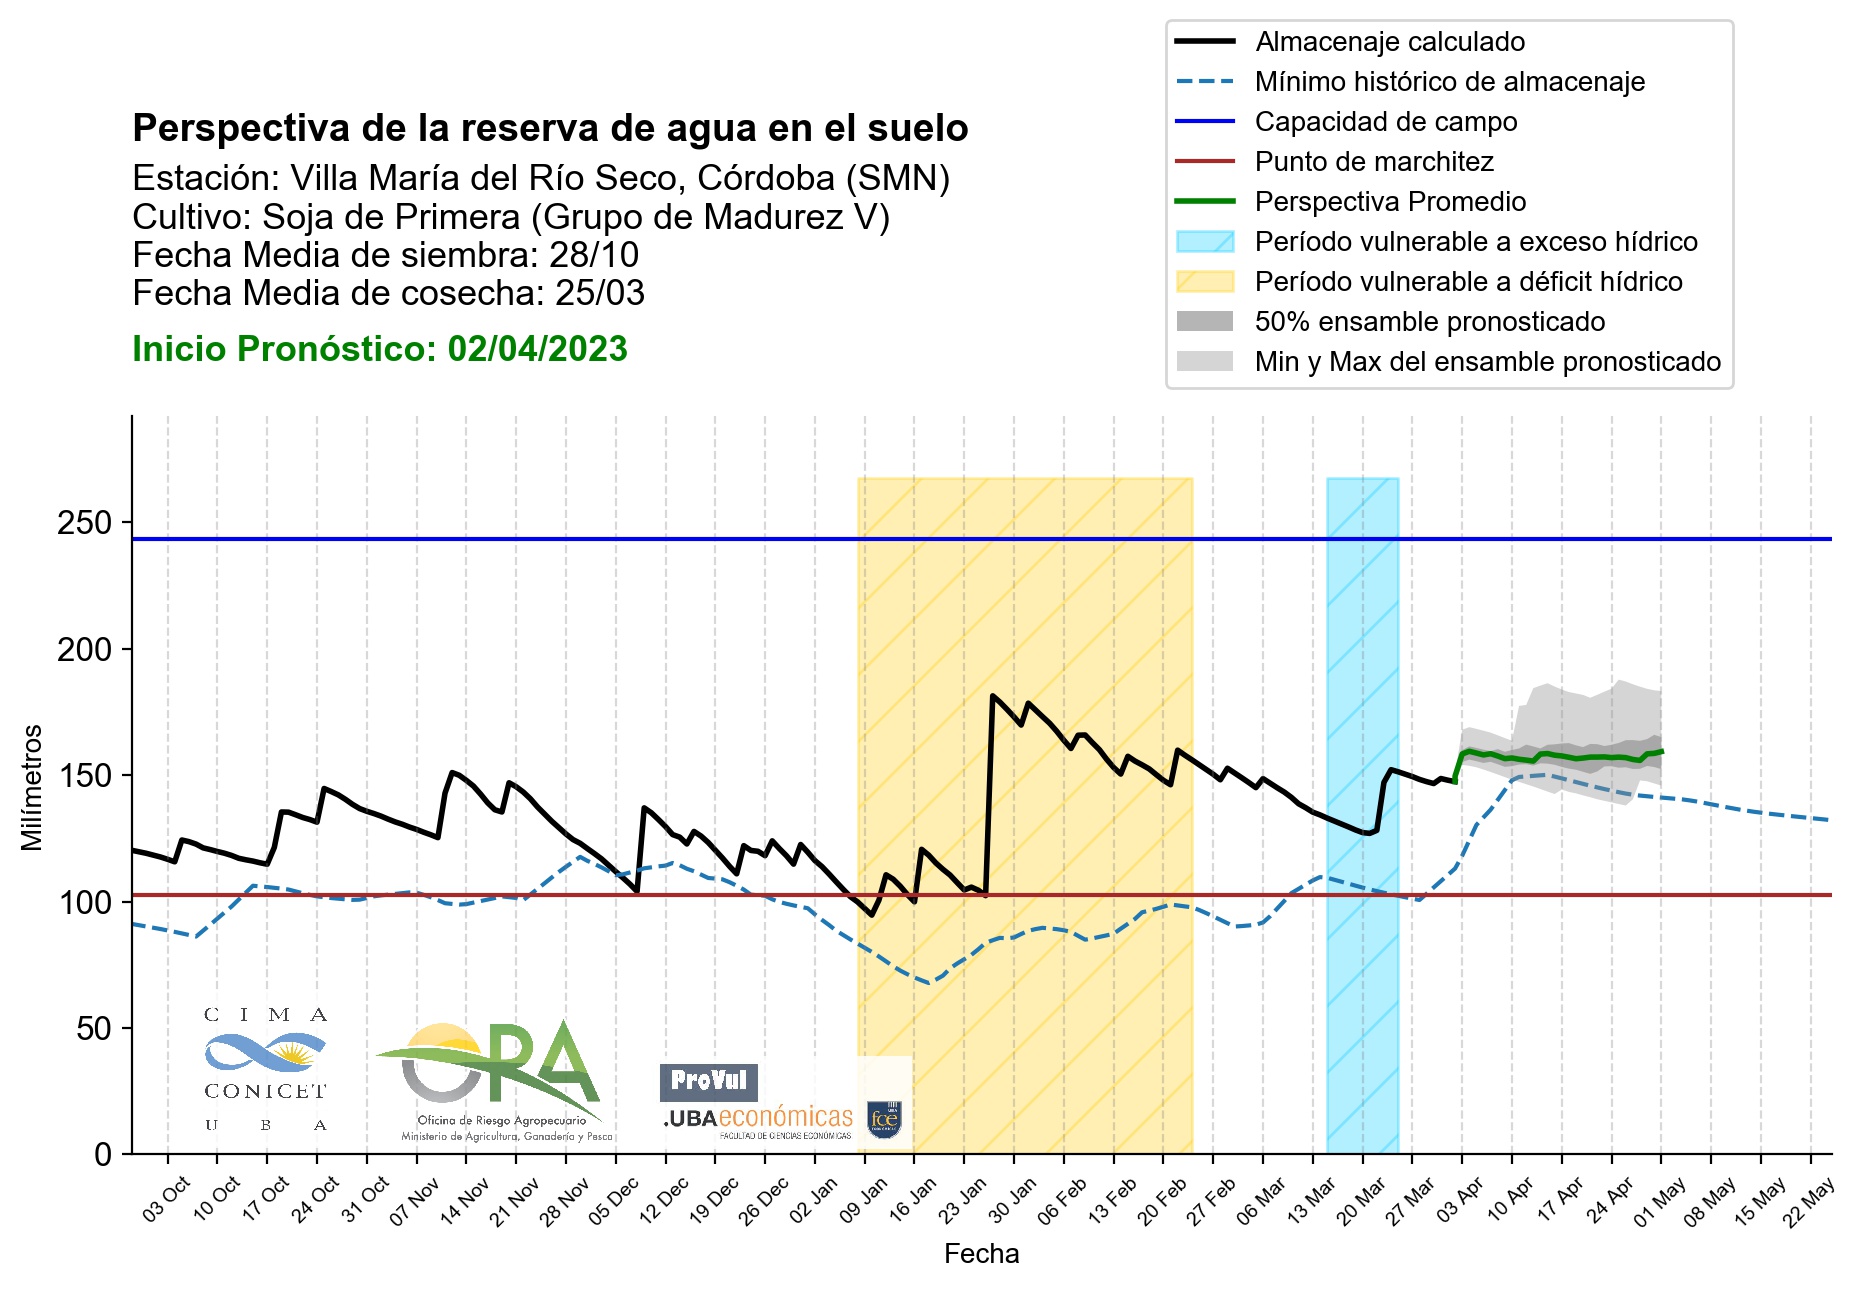 Almacenaje calculado
Mínimo histórico de almacenaje
Capacidad de campo
Punto de marchitez
Perspectiva Promedio
Período vulnerable a exceso hídrico
Período vulnerable a déficit hídrico
50% ensamble pronosticado
Min y Max del ensamble pronosticado
Perspectiva de la reserva de agua en el suelo
Estación: Villa María del Río Seco, Córdoba (SMN)
Cultivo: Soja de Primera (Grupo de Madurez V)
Fecha Media de siembra: 28/10
Fecha Media de cosecha: 25/03
Inicio Pronóstico: 02/04/2023
Milímetros
250
200
150
100
50
0
CIMA
CONICET
U B A
ORA
Oficina de Riesgo Agropecuario
Ministerio de Agricultura, Ganadería y Pesca
ProVul
.UBAeconómicas
FACULTAD DE CIENCIAS ECONÓMICAS
fce
03 Oct
10 Oct
17 Oct
24 Oct
31 Oct
07 Nov
14 Nov
21 Nov
28 Nov
05 Dec
12 Dec
19 Dec
26 Dec
02 Jan
09 Jan
16 Jan
23 Jan
30 Jan
06 Feb
13 Feb
20 Feb
27 Feb
06 Mar
13 Mar
20 Mar
27 Mar
03 Apr
10 Apr
17 Apr
24 Apr
01 May
08 May
15 May
22 May
Fecha